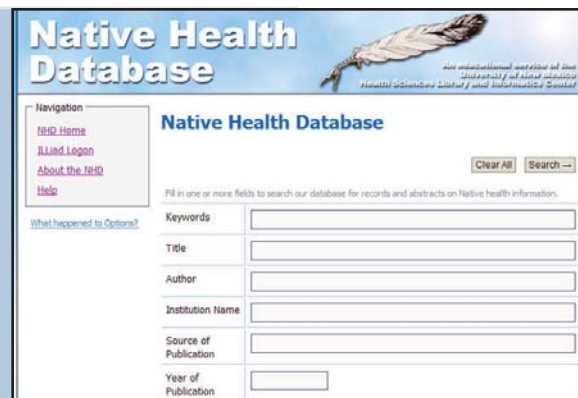 Native Health
Database
An educational service of the
University of New Mexico
Health Sciences Library and Informatics Center
Navigation
NHD Home
ILLiad Logon
About the NHD
Help
What happened to Options?
Native Health Database
Clear All
Search →
Fill in one or more fields to search our database for records and abstracts on Native health information.
Keywords
Title
Author
Institution Name
Source of
Publication
Year of
Publication